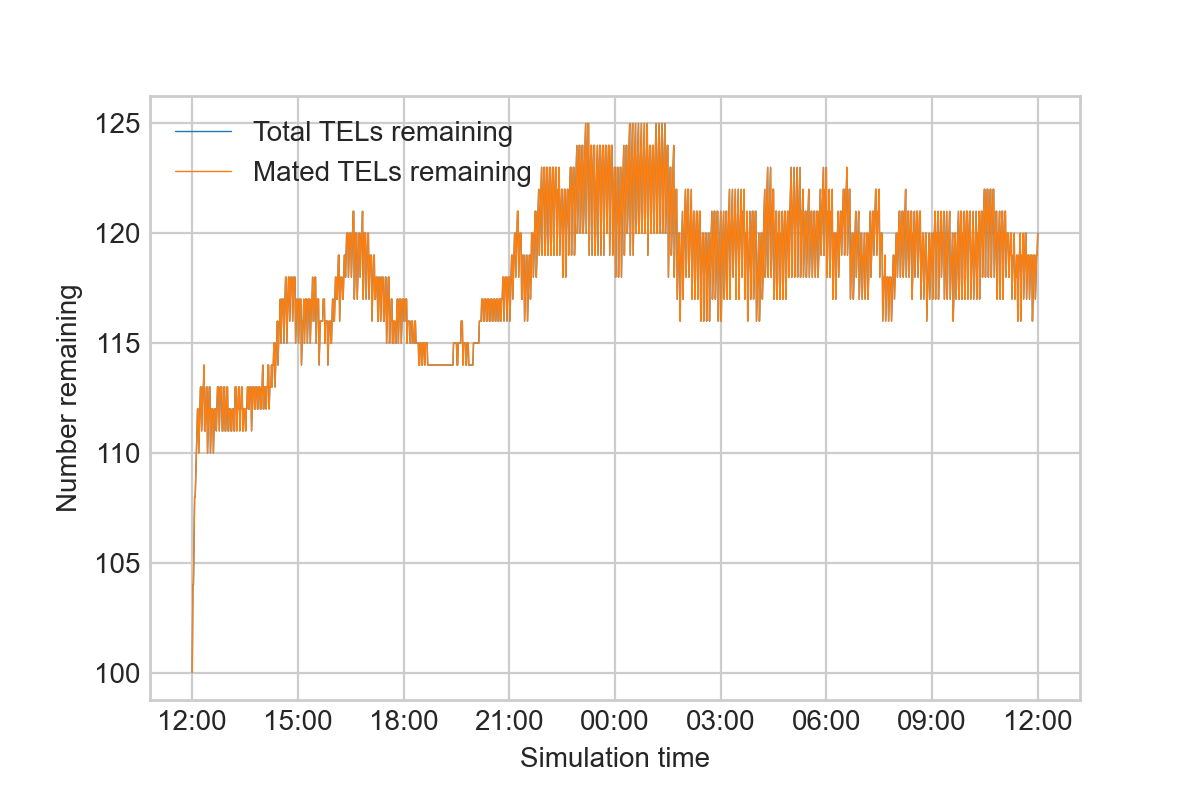 Total TELs remaining
Mated TELs remaining
125
120
115
110
105
100
Number remaining
12:00 15:00 18:00 21:00 00:00 03:00 06:00 09:00 12:00
Simulation time